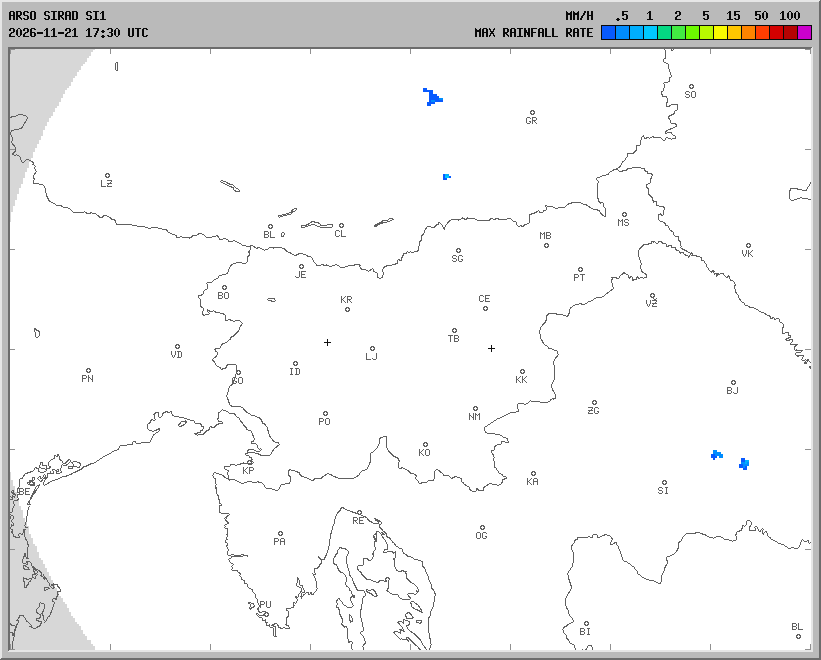 ARSO SIRAD SI1 MM/H .5 1 2 5 15 50 100
2026-11-21 17:30 UTC MAX RAINFALL RATE
SO
GR
LZ
MS
BL CL
MB
VK
SG
JE
PT
BO
KR CE
VZ
TB
VD LJ
ID
PN GO KK
BJ
ZG
PO NM
KO
KP
KA
BE SI
RE
PA OG
PU
BI BL